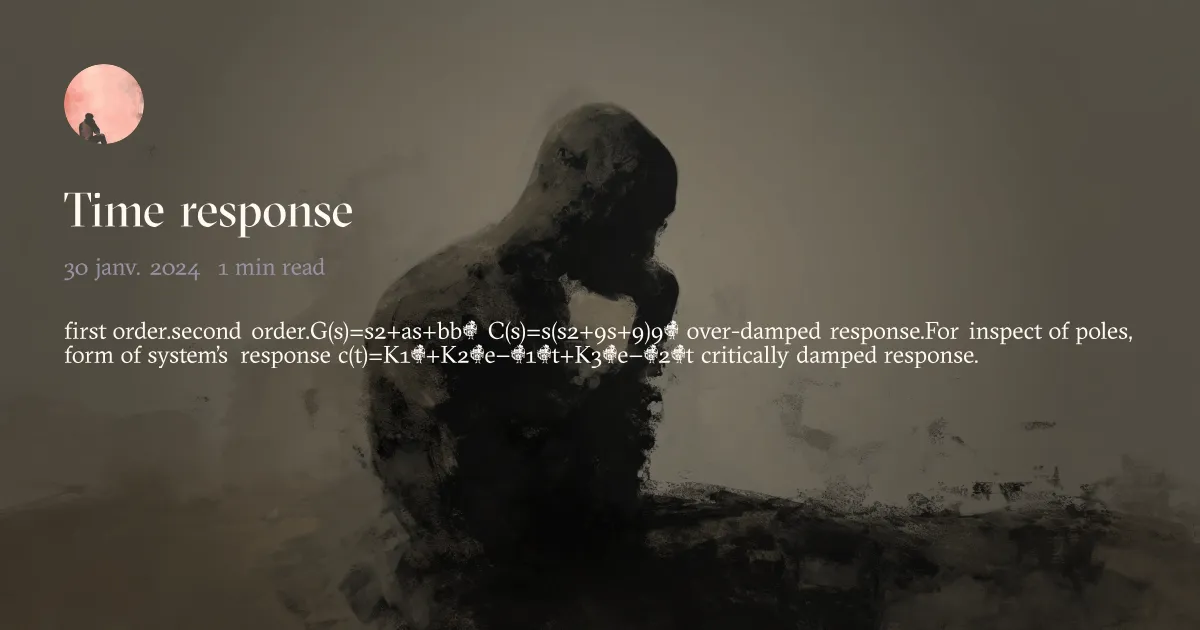 Time response
30 janv. 2024 1 min read
first order.second order.G(s)=s2+as+bb C(s)=s(s2+9s+9)9 over-damped response.For inspect of poles,
form of system's response c(t)=K1+K2e−1t+K3e−2t critically damped response.